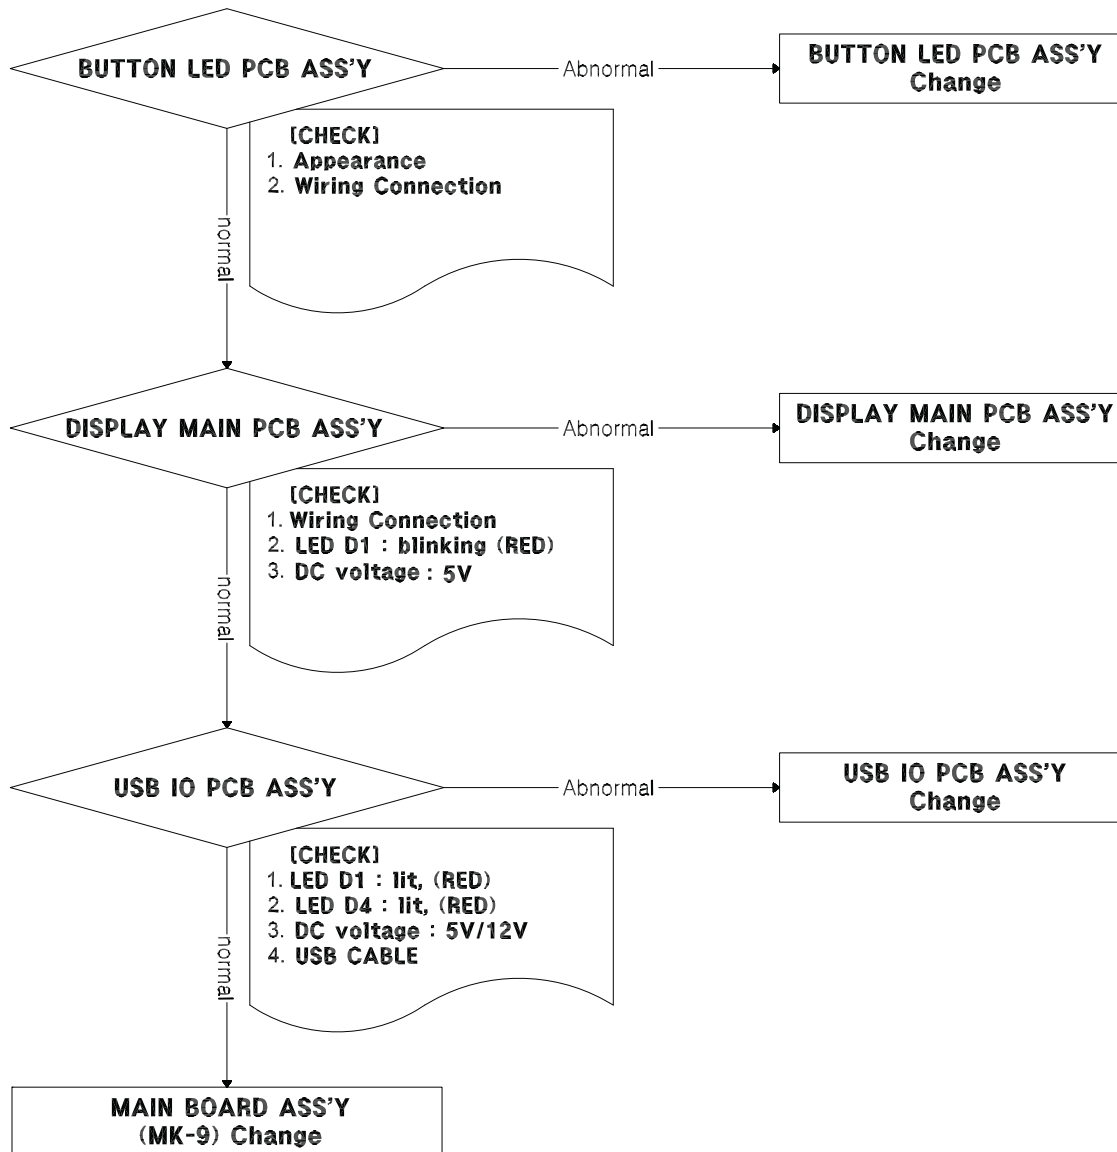 BUTTON LED PCB ASS'Y
Abnormal
BUTTON LED PCB ASS'Y
Change
[CHECK]
1. Appearance
2. Wiring Connection
normal
DISPLAY MAIN PCB ASS'Y
Abnormal
DISPLAY MAIN PCB ASS'Y
Change
[CHECK]
1. Wiring Connection
2. LED D1 : blinking (RED)
3. DC voltage : 5V
normal
USB IO PCB ASS'Y
Abnormal
USB IO PCB ASS'Y
Change
[CHECK]
1. LED D1 : lit, (RED)
2. LED D4 : lit, (RED)
3. DC voltage : 5V/12V
4. USB CABLE
normal
MAIN BOARD ASS'Y
(MK-9) Change